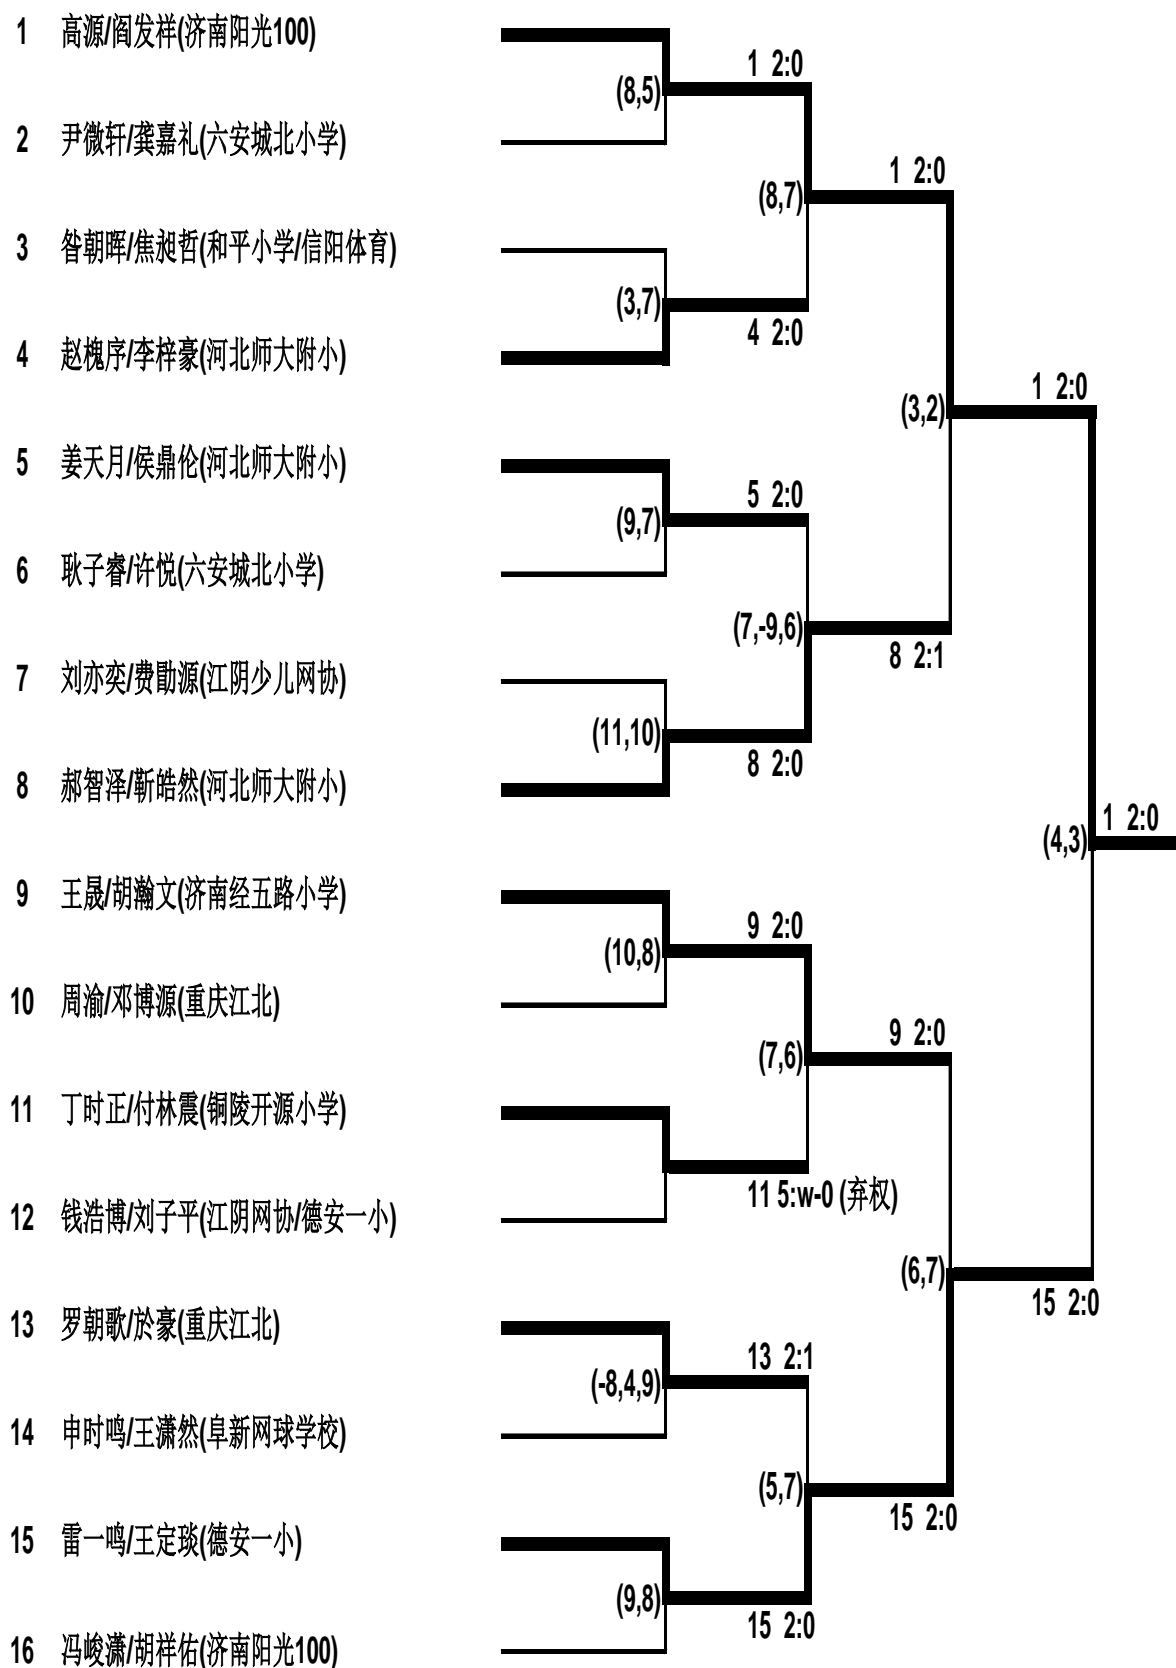 1 高源/阎发祥(济南阳光100)
1 2:0
(8,5)
2 尹微轩/龚嘉礼(六安城北小学)
1 2:0
(8,7)
3 昝朝晖/焦昶哲(和平小学/信阳体育)
(3,7)
4 2:0
4 赵槐序/李梓豪(河北师大附小)
1 2:0
(3,2)
5 姜天月/侯鼎伦(河北师大附小)
5 2:0
(9,7)
6 耿子睿/许悦(六安城北小学)
(7,-9,6)
8 2:1
7 刘亦奕/费勖源(江阴少儿网协)
(11,10)
8 2:0
8 郝智泽/靳皓然(河北师大附小)
1 2:0
(4,3)
9 王晟/胡瀚文(济南经五路小学)
9 2:0
(10,8)
10 周渝/邓博源(重庆江北)
9 2:0
(7,6)
11 丁时正/付林震(铜陵开源小学)
11 5:w-0 (弃权)
12 钱浩博/刘子平(江阴网协/德安一小)
(6,7)
15 2:0
13 罗朝歌/於豪(重庆江北)
13 2:1
(-8,4,9)
14 申时鸣/王潇然(阜新网球学校)
(5,7)
15 2:0
15 雷一鸣/王定琰(德安一小)
(9,8)
15 2:0
16 冯峻潇/胡祥佑(济南阳光100)